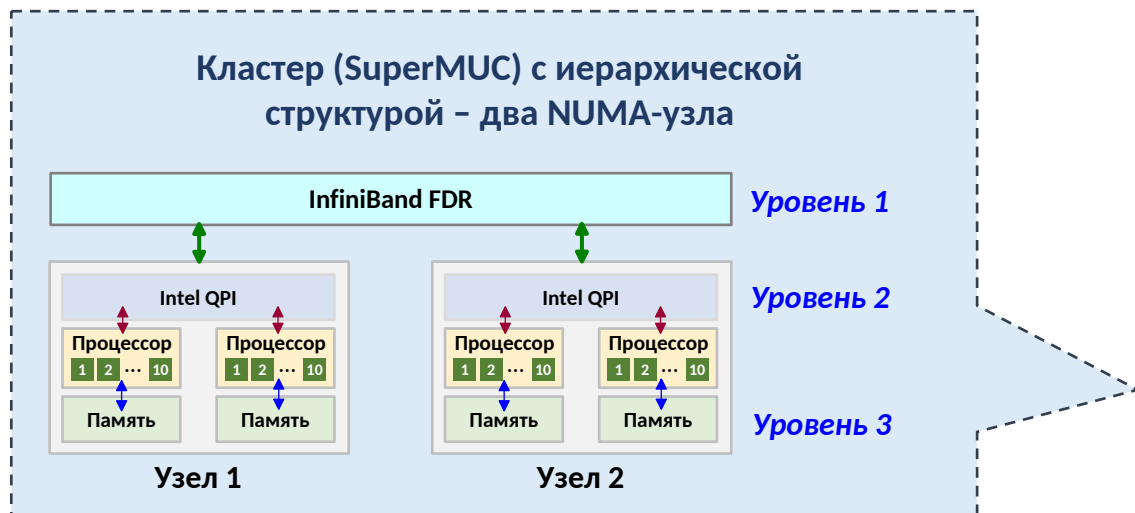 Кластер (SuperMUC) с иерархической
структурой – два NUMA-узла
InfiniBand FDR
Уровень 1
Intel QPI
Intel QPI
Уровень 2
Процессор
Процессор
Процессор
Процессор
1 2 ... 10
1 2 ... 10
1 2 ... 10
1 2 ... 10
Память
Память
Память
Память
Уровень 3
Узел 1
Узел 2